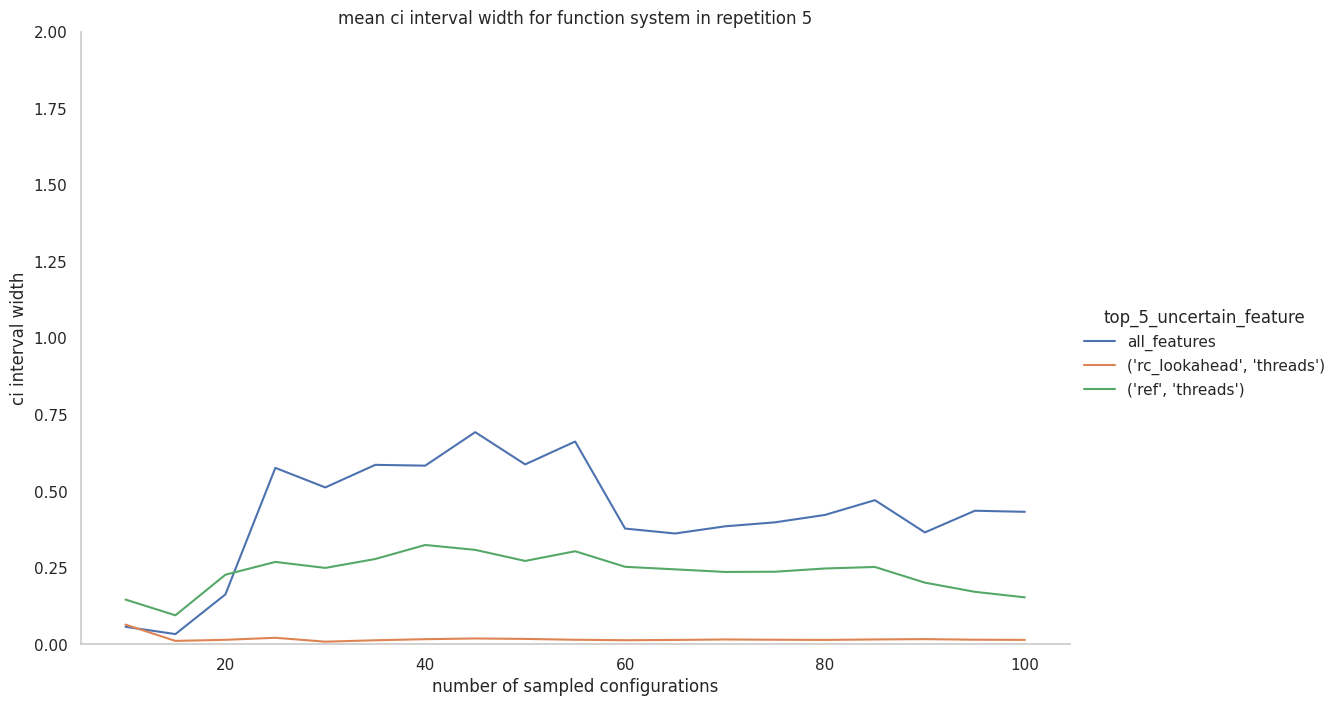 mean ci interval width for function system in repetition 5
2.00
1.75
1.50
1.25
1.00
0.75
0.50
0.25
0.00
ci interval width
20
40
60
80
100
number of sampled configurations
top_5_uncertain_feature
all_features
('rc_lookahead', 'threads')
('ref', 'threads')